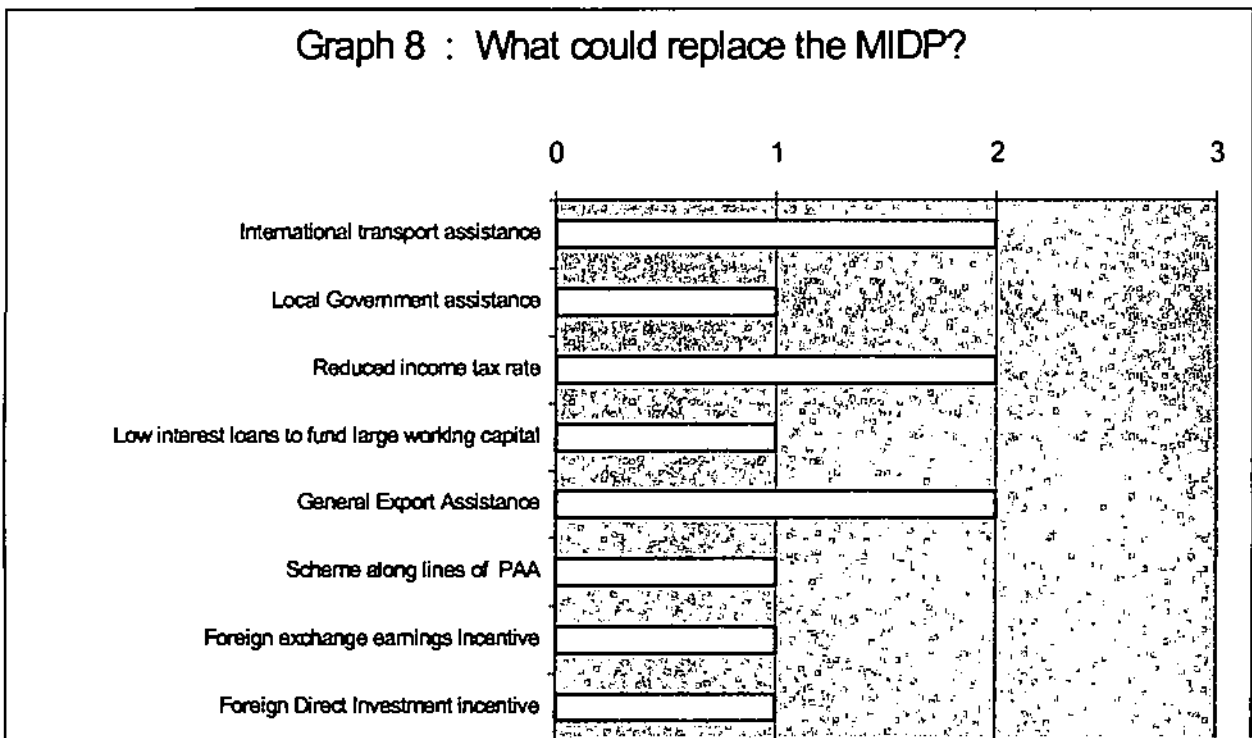 Graph 8 : What could replace the MIDP?
0 1 2 3
International transport assistance
Local Government assistance
Reduced income tax rate
Low interest loans to fund large working capital
General Export Assistance
Scheme along lines of PAA
Foreign exchange earnings Incentive
Foreign Direct Investment incentive